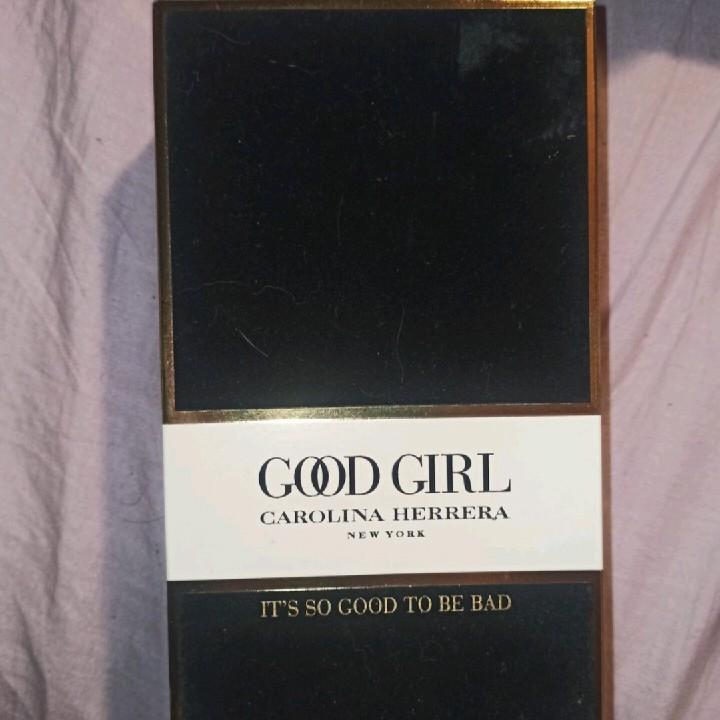 GOOD GIRL
CAROLINA HERRERA
NEW YORK
IT'S SO GOOD TO BE BAD